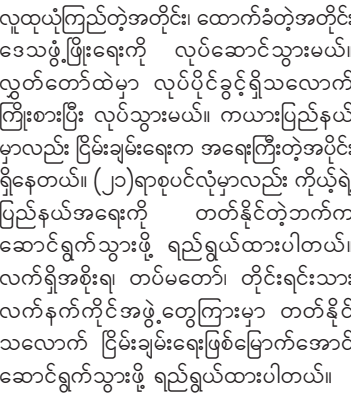 လူထုယုံကြည်တဲ့အတိုင်း၊ ထောက်ခံတဲ့အတိုင်း
ဒေသဖွံ့ဖြိုးရေးကို လုပ်ဆောင်သွားမယ်။
လွှတ်တော်ထဲမှာ လုပ်ပိုင်ခွင့်ရှိသလောက်
ကြိုးစားပြီး လုပ်သွားမယ်။ ကယားပြည်နယ်
မှာလည်း ငြိမ်းချမ်းရေးက အရေးကြီးတဲ့အပိုင်း
ရှိနေတယ်။ (၂၁)ရာစုပင်လုံမှာလည်း ကိုယ့်ရဲ့
ပြည်နယ်အရေးကို တတ်နိုင်တဲ့ဘက်က
ဆောင်ရွက်သွားဖို့ ရည်ရွယ်ထားပါတယ်။
လက်ရှိအစိုးရ၊ တပ်မတော်၊ တိုင်းရင်းသား
လက်နက်ကိုင်အဖွဲ့တွေကြားမှာ တတ်နိုင်
သလောက် ငြိမ်းချမ်းရေးဖြစ်မြောက်အောင်
ဆောင်ရွက်သွားဖို့ ရည်ရွယ်ထားပါတယ်။